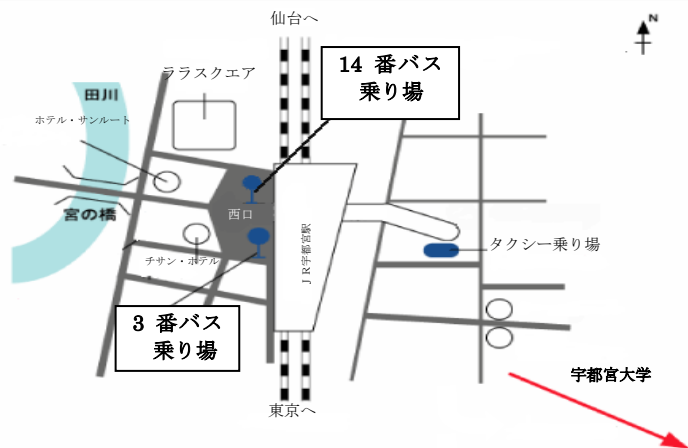 仙台へ
N
ララスクエア
14 番バス
乗り場
田川
ホテル・サンルート
宮の橋
西口
JR宇都宮駅
タクシー乗り場
チサン・ホテル
3 番バス
乗り場
宇都宮大学
東京へ